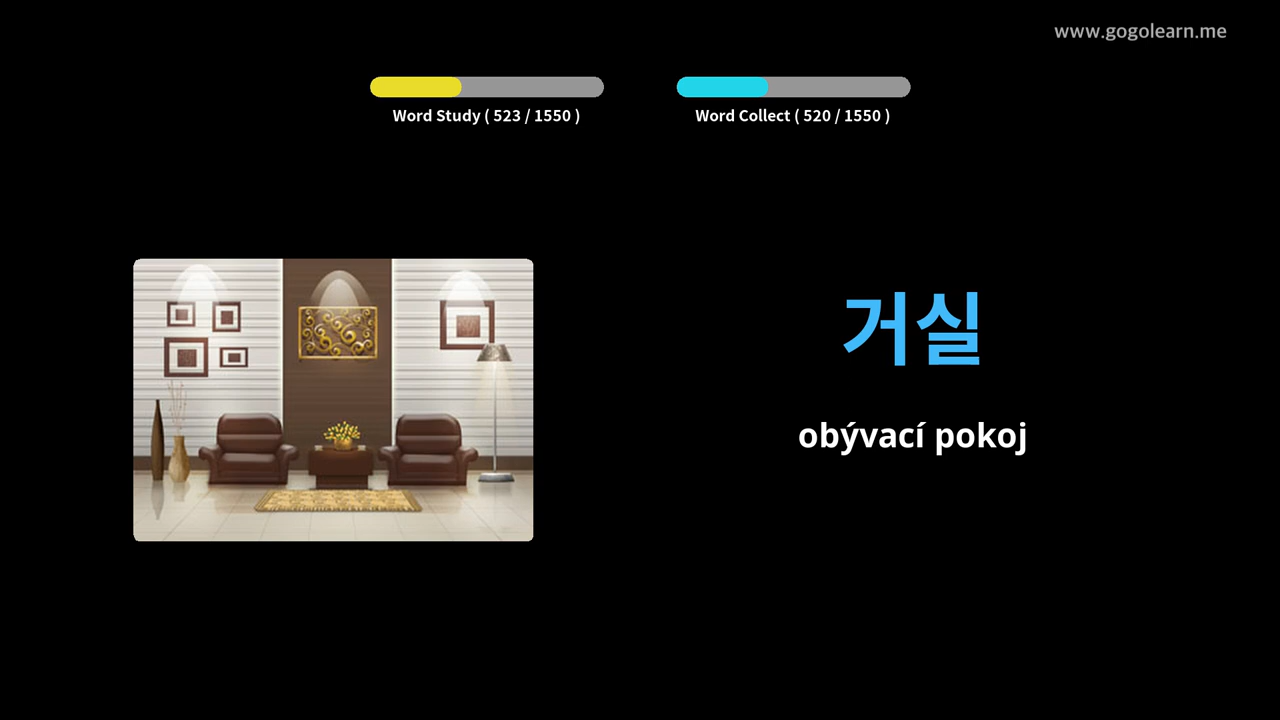 www.gogolearn.me
Word Study ( 523 / 1550 )
Word Collect ( 520 / 1550 )
거실
obývací pokoj